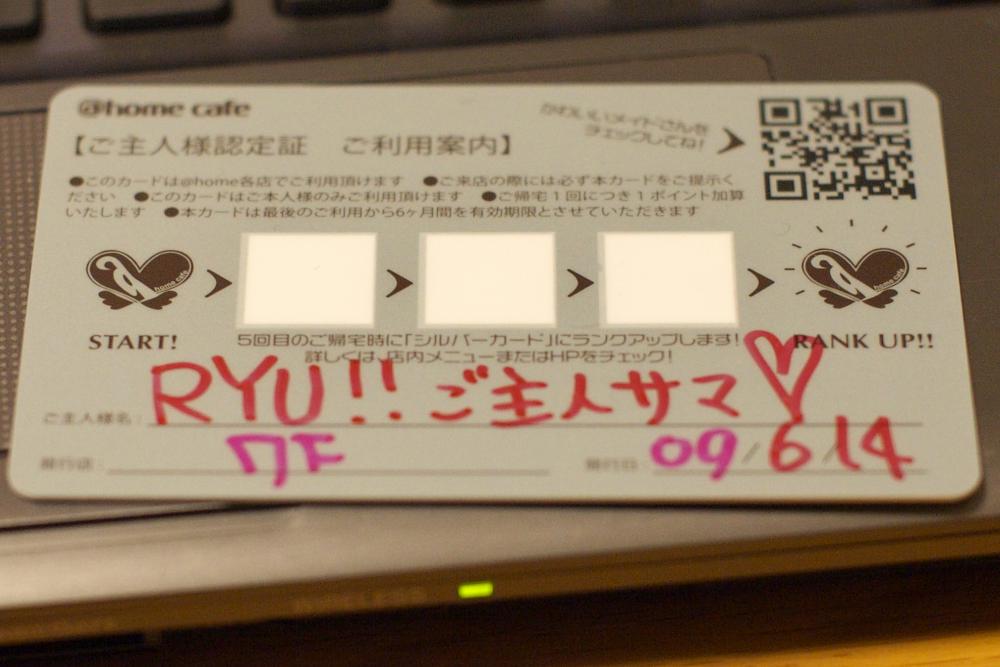 @home cafe
かわいいメイドさんを
チェックしてね!
【ご主人様認定証 ご利用案内】
●このカードは@home各店でご利用頂けます ●ご来店の際には必ず本カードをご提示く
ださい ●このカードはご本人様のみご利用頂けます ●ご帰宅1回につき1ポイント加算
いたします ●本カードは最後のご利用から6ヶ月間を有効期限とさせていただきます
a home cafe
a home cafe
START!
RANK UP!!
5回目のご帰宅時に「シルバーカード」にランクアップします!
詳しくは、店内メニューまたはHPをチェック!
ご主人様名: RYU!! ご主人サマ♡
発行店: 7F 発行日: 09/6/14